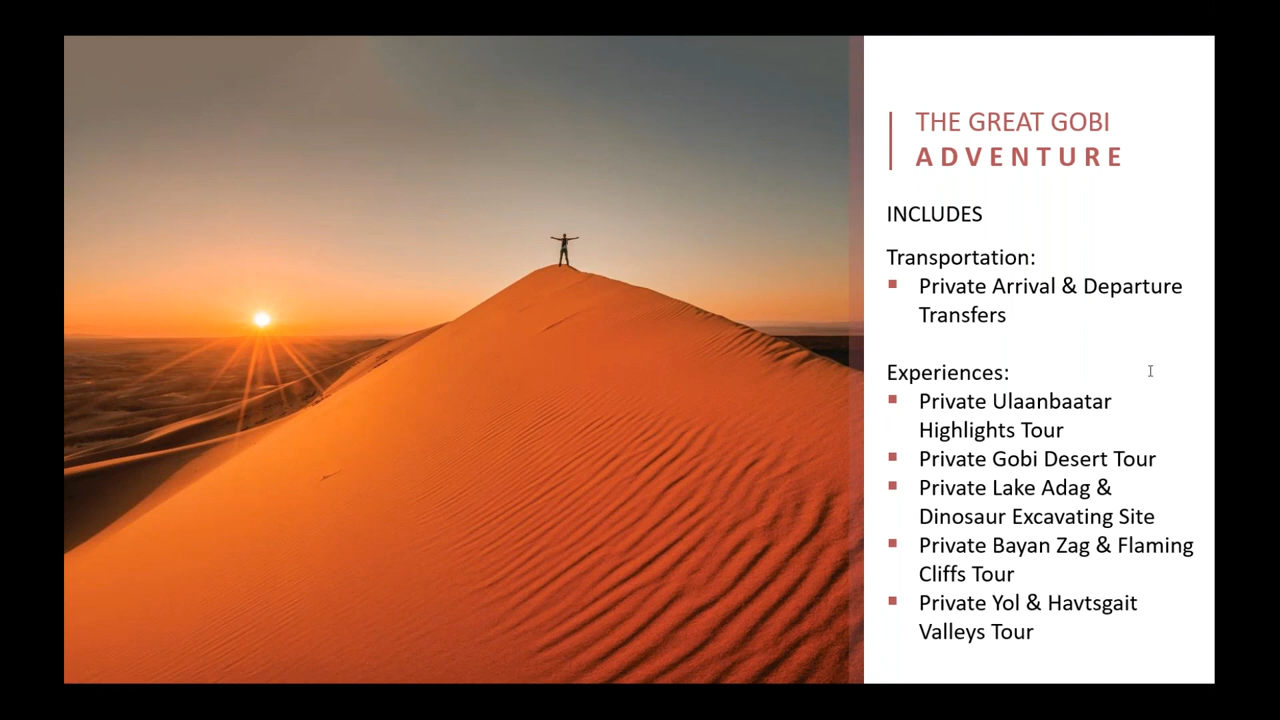 THE GREAT GOBI
ADVENTURE
INCLUDES
Transportation:
▪ Private Arrival & Departure
Transfers
Experiences:
▪ Private Ulaanbaatar
Highlights Tour
▪ Private Gobi Desert Tour
▪ Private Lake Adag &
Dinosaur Excavating Site
▪ Private Bayan Zag & Flaming
Cliffs Tour
▪ Private Yol & Havtsgait
Valleys Tour